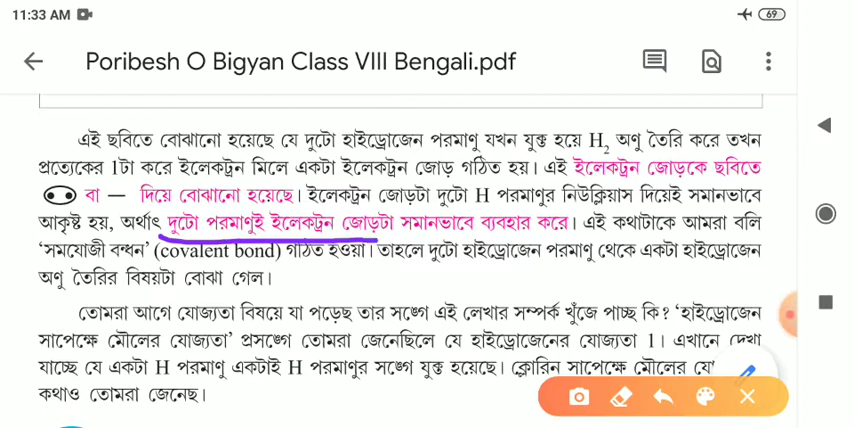 11:33 AM
69
Poribesh O Bigyan Class VIII Bengali.pdf
এই ছবিতে বোঝানো হয়েছে যে দুটো হাইড্রোজেন পরমাণু যখন যুক্ত হয়ে H₂ অণু তৈরি করে তখন
প্রত্যেকের 1টা করে ইলেকট্রন মিলে একটা ইলেকট্রন জোড় গঠিত হয়। এই ইলেকট্রন জোড়কে ছবিতে
বা — দিয়ে বোঝানো হয়েছে। ইলেকট্রন জোড়টা দুটো H পরমাণুর নিউক্লিয়াস দিয়েই সমানভাবে
আকৃষ্ট হয়, অর্থাৎ দুটো পরমাণুই ইলেকট্রন জোড়টা সমানভাবে ব্যবহার করে। এই কথাটাকে আমরা বলি
‘সমযোজী বন্ধন’ (covalent bond) গঠিত হওয়া। তাহলে দুটো হাইড্রোজেন পরমাণু থেকে একটা হাইড্রোজেন
অণু তৈরির বিষয়টা বোঝা গেল।
তোমরা আগে যোজ্যতা বিষয়ে যা পড়েছ তার সঙ্গে এই লেখার সম্পর্ক খুঁজে পাচ্ছ কি? ‘হাইড্রোজেন
সাপেক্ষে মৌলের যোজ্যতা’ প্রসঙ্গে তোমরা জেনেছিলে যে হাইড্রোজেনের যোজ্যতা 1। এখানে দেখা
যাচ্ছে যে একটা H পরমাণু একটাই H পরমাণুর সঙ্গে যুক্ত হয়েছে। ক্লোরিন সাপেক্ষে মৌলের
কথাও তোমরা জেনেছ।